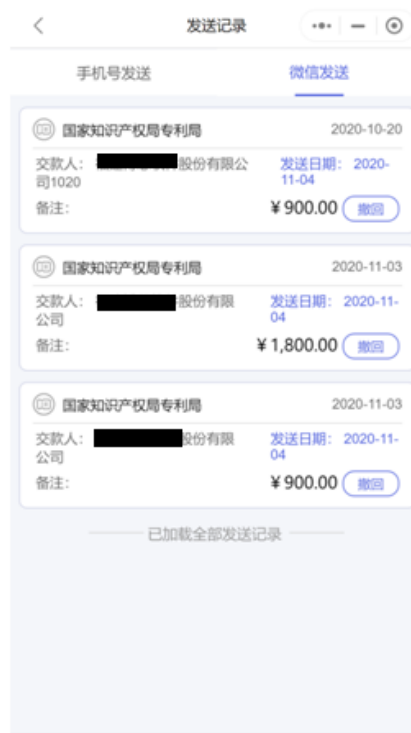 发送记录
手机号发送 微信发送
国家知识产权局专利局 2020-10-20
交款人： 股份有限公 发送日期： 2020-
司1020 11-04
备注： ¥900.00 撤回
国家知识产权局专利局 2020-11-03
交款人： 股份有限 发送日期： 2020-11-
公司 04
备注： ¥1,800.00 撤回
国家知识产权局专利局 2020-11-03
交款人： 股份有限 发送日期： 2020-11-
公司 04
备注： ¥900.00 撤回
已加载全部发送记录